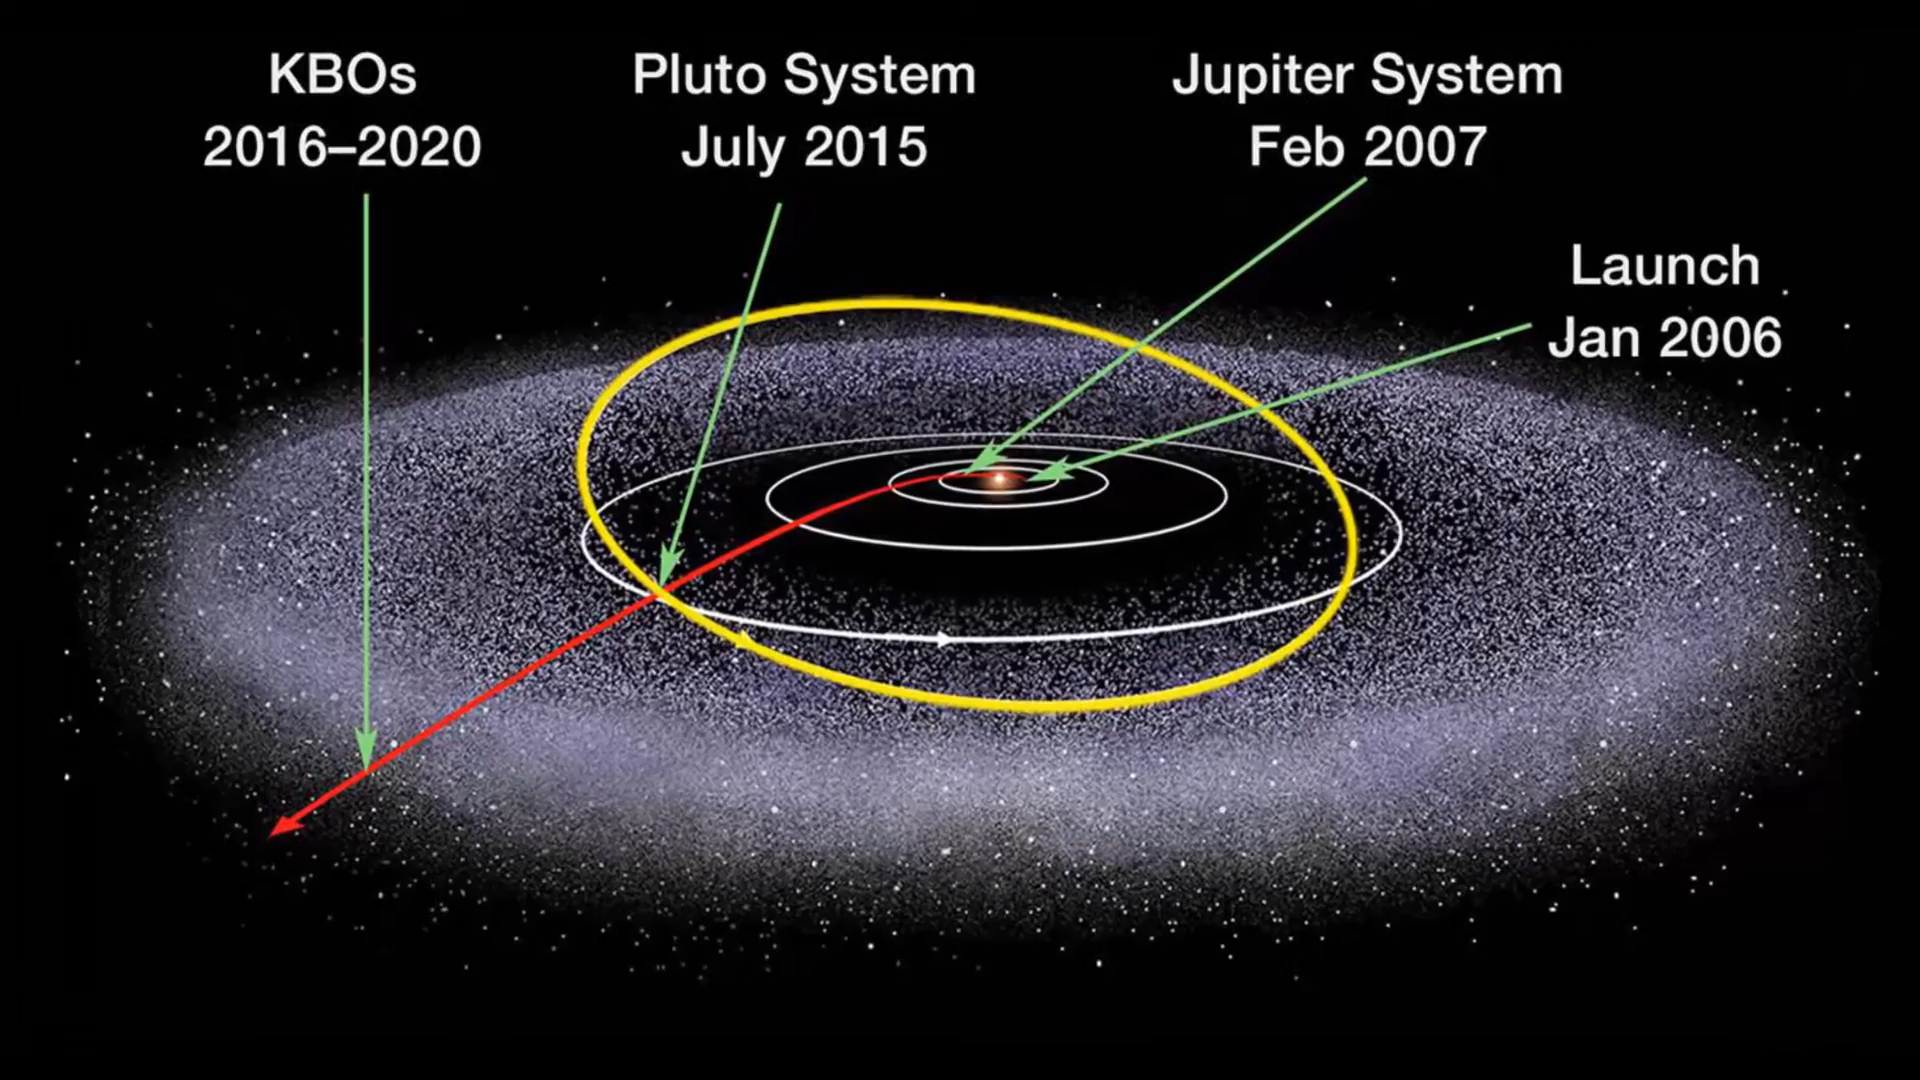 KBOs
2016–2020
Pluto System
July 2015
Jupiter System
Feb 2007
Launch
Jan 2006